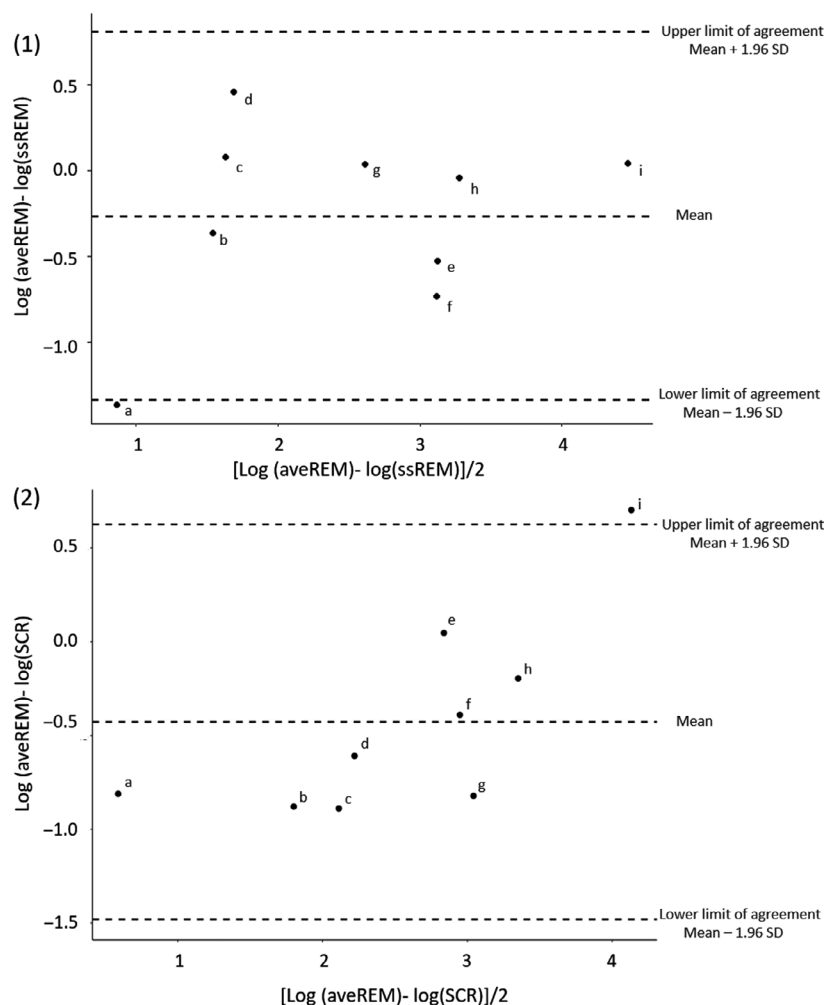 (1)
Upper limit of agreement
Mean + 1.96 SD
0.5
d
c
g
i
0.0
h
Mean
b
−0.5
e
f
−1.0
Lower limit of agreement
Mean − 1.96 SD
a
1 2 3 4
Log (aveREM)- log(ssREM)
[Log (aveREM)- log(ssREM)]/2
(2)
i
Upper limit of agreement
Mean + 1.96 SD
0.5
e
0.0
h
f
−0.5
Mean
d
a
b
c
g
−1.0
Lower limit of agreement
Mean − 1.96 SD
−1.5
1 2 3 4
Log (aveREM)- log(SCR)
[Log (aveREM)- log(SCR)]/2